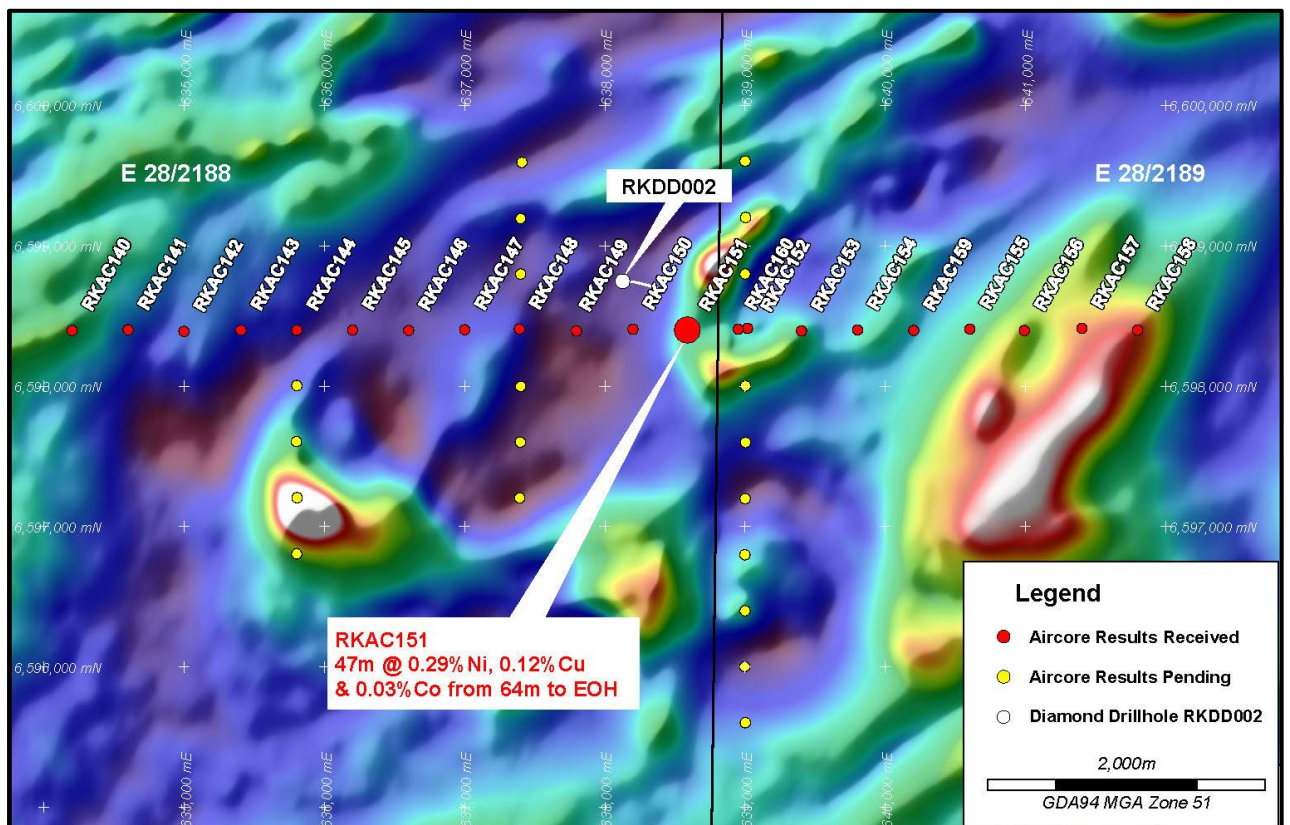 635,000 mE
636,000 mE
637,000 mE
638,000 mE
639,000 mE
640,000 mE
641,000 mE
6,600,000 mN
6,600,000 mN
E 28/2188
E 28/2189
RKDD002
6,599,000 mN
6,599,000 mN
RKAC140
RKAC141
RKAC142
RKAC143
RKAC144
RKAC145
RKAC146
RKAC147
RKAC148
RKAC149
RKAC150
RKAC151
RKAC160
RKAC152
RKAC153
RKAC154
RKAC159
RKAC155
RKAC156
RKAC157
RKAC158
6,598,000 mN
6,598,000 mN
6,597,000 mN
6,597,000 mN
6,596,000 mN
RKAC151
47m @ 0.29% Ni, 0.12% Cu
& 0.03% Co from 64m to EOH
635,000 mE
636,000 mE
637,000 mE
638,000 mE
639,000 mE
640,000 mE
Legend
Aircore Results Received
Aircore Results Pending
Diamond Drillhole RKDD002
2,000m
GDA94 MGA Zone 51